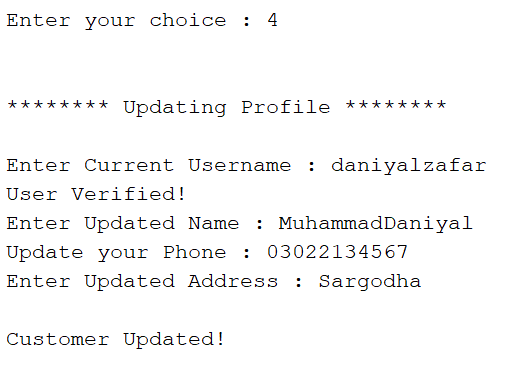 Enter your choice : 4
******** Updating Profile ********
Enter Current Username : daniyalzafar
User Verified!
Enter Updated Name : MuhammadDaniyal
Update your Phone : 03022134567
Enter Updated Address : Sargodha
Customer Updated!